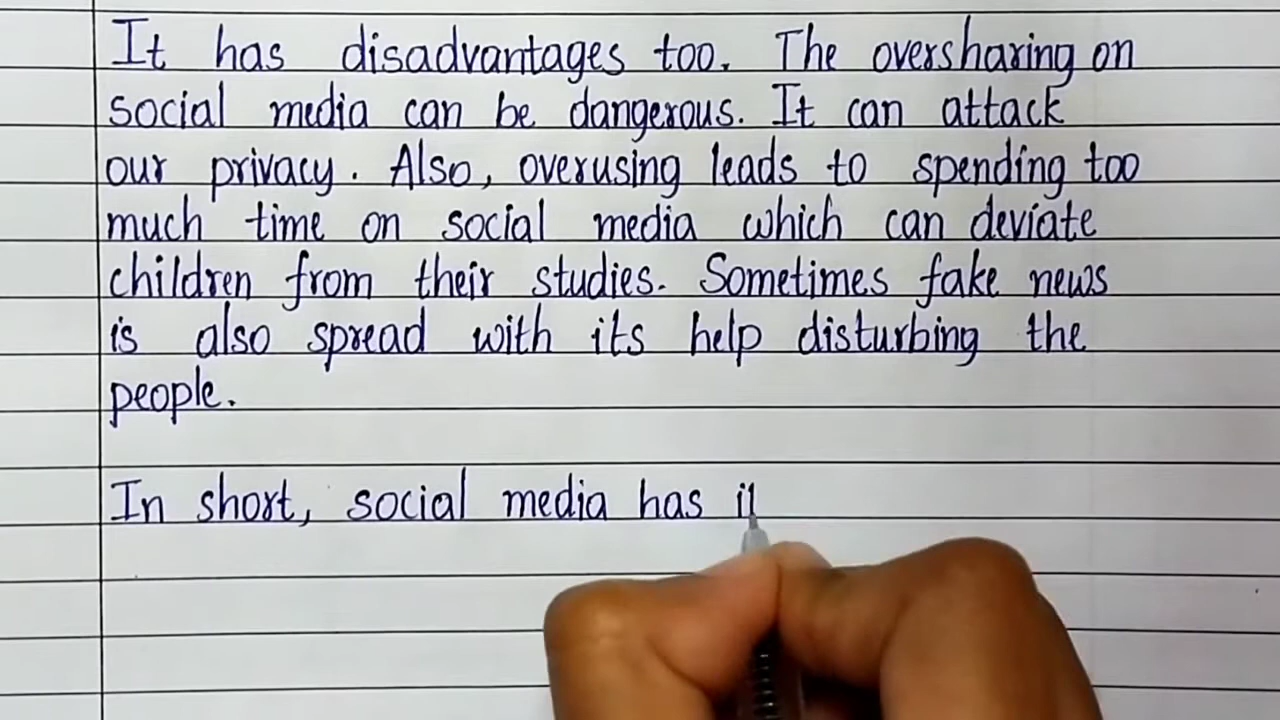 It has disadvantages too. The oversharing on
social media can be dangerous. It can attack
our privacy. Also, overusing leads to spending too
much time on social media which can deviate
children from their studies. Sometimes fake news
is also spread with its help disturbing the
people.
In short, social media has